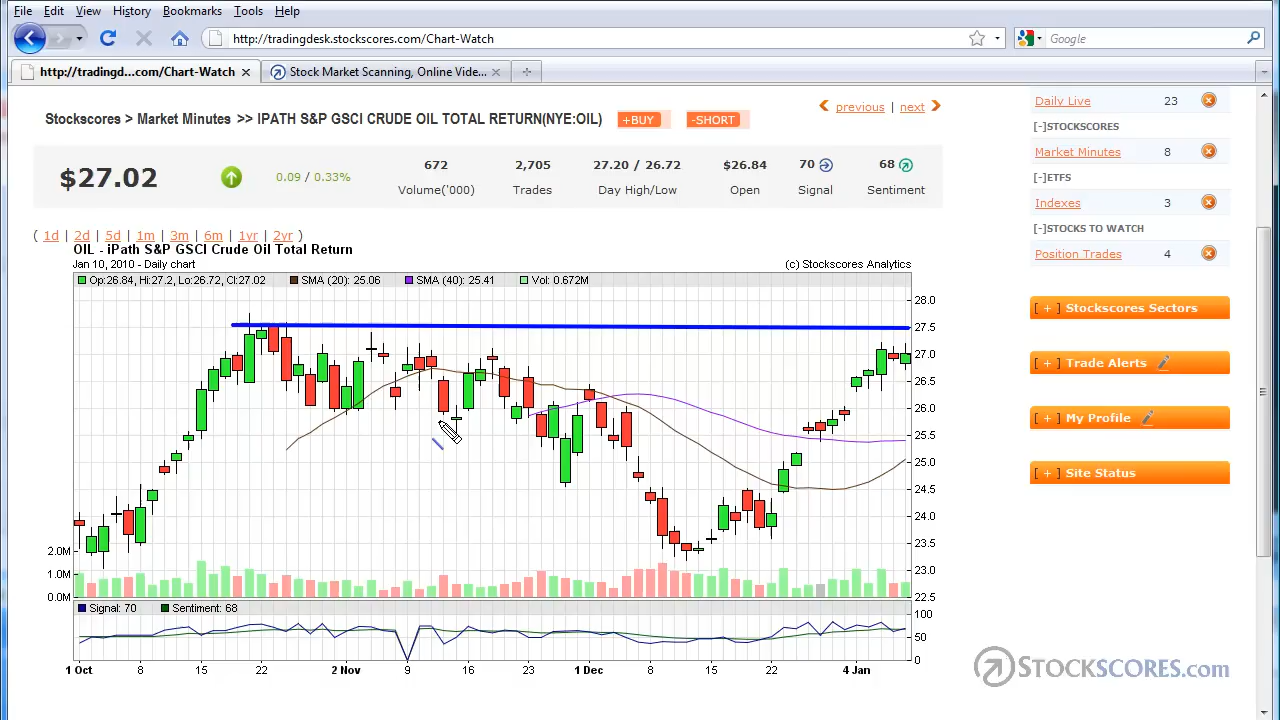 File Edit View History Bookmarks Tools Help
http://tradingdesk.stockscores.com/Chart-Watch
Google
http://tradingd...com/Chart-Watch
Stock Market Scanning, Online Vide...
previous | next
Stockscores > Market Minutes >> IPATH S&P GSCI CRUDE OIL TOTAL RETURN(NYE:OIL) +BUY -SHORT
$27.02
0.09 / 0.33%
672 2,705 27.20 / 26.72 $26.84 70 68
Volume('000) Trades Day High/Low Open Signal Sentiment
( 1d | 2d | 5d | 1m | 3m | 6m | 1yr | 2yr )
OIL - iPath S&P GSCI Crude Oil Total Return
Jan 10, 2010 - Daily chart
(c) Stockscores Analytics
Op:26.84, Hi:27.2, Lo:26.72, Cl:27.02 SMA (20): 25.06 SMA (40): 25.41 Vol: 0.672M
28.0
27.5
27.0
26.5
26.0
25.5
25.0
24.5
24.0
23.5
23.0
22.5
2.0M
1.0M
0.0M
Signal: 70 Sentiment: 68
100
50
0
1 Oct 8 15 22 2 Nov 9 16 23 1 Dec 8 15 22 4 Jan
Daily Live 23
[-]STOCKSCORES
Market Minutes 8
[-]ETFS
Indexes 3
[-]STOCKS TO WATCH
Position Trades 4
[ + ] Stockscores Sectors
[ + ] Trade Alerts
[ + ] My Profile
[ + ] Site Status
STOCKSCORES.com